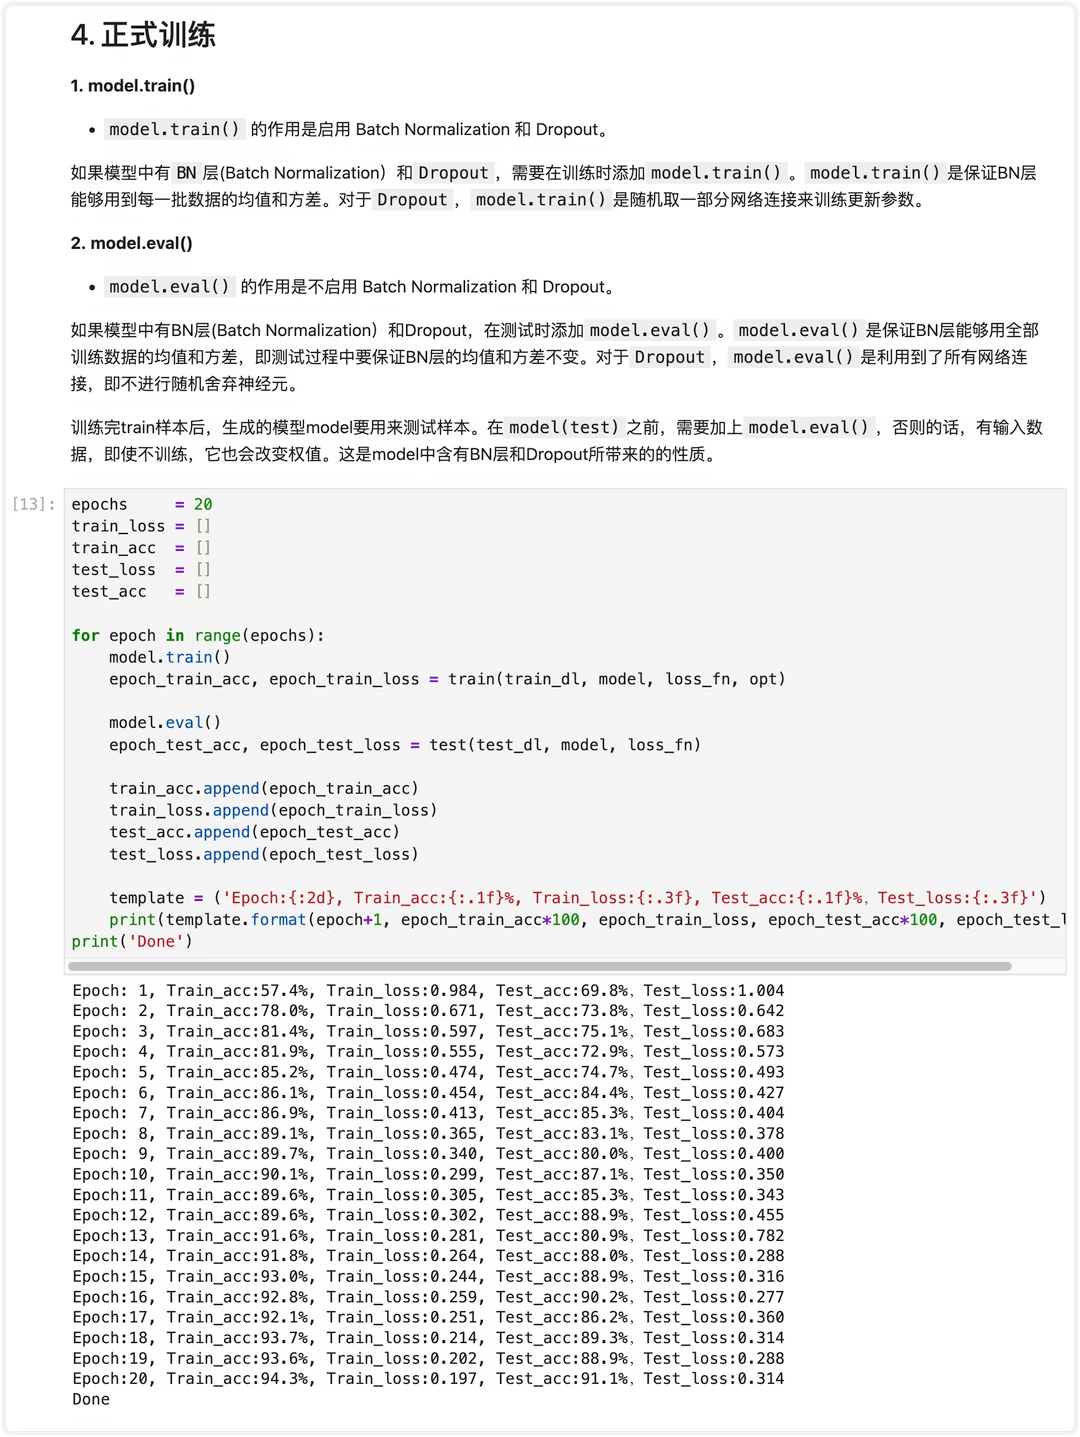 4. 正式训练
1. model.train()
• model.train() 的作用是启用 Batch Normalization 和 Dropout。
如果模型中有 BN 层(Batch Normalization）和 Dropout ，需要在训练时添加 model.train() 。 model.train() 是保证BN层
能够用到每一批数据的均值和方差。对于 Dropout ， model.train() 是随机取一部分网络连接来训练更新参数。
2. model.eval()
• model.eval() 的作用是不启用 Batch Normalization 和 Dropout。
如果模型中有BN层(Batch Normalization）和Dropout，在测试时添加 model.eval() 。 model.eval() 是保证BN层能够用全部
训练数据的均值和方差，即测试过程中要保证BN层的均值和方差不变。对于 Dropout ， model.eval() 是利用到了所有网络连
接，即不进行随机舍弃神经元。
训练完train样本后，生成的模型model要用来测试样本。在 model(test) 之前，需要加上 model.eval() ，否则的话，有输入数
据，即使不训练，它也会改变权值。这是model中含有BN层和Dropout所带来的的性质。
[13]: epochs     = 20
train_loss = []
train_acc  = []
test_loss  = []
test_acc   = []
for epoch in range(epochs):
    model.train()
    epoch_train_acc, epoch_train_loss = train(train_dl, model, loss_fn, opt)
    model.eval()
    epoch_test_acc, epoch_test_loss = test(test_dl, model, loss_fn)
    train_acc.append(epoch_train_acc)
    train_loss.append(epoch_train_loss)
    test_acc.append(epoch_test_acc)
    test_loss.append(epoch_test_loss)
    template = ('Epoch:{:2d}, Train_acc:{:.1f}%, Train_loss:{:.3f}, Test_acc:{:.1f}%，Test_loss:{:.3f}')
    print(template.format(epoch+1, epoch_train_acc*100, epoch_train_loss, epoch_test_acc*100, epoch_test_l
print('Done')
Epoch: 1, Train_acc:57.4%, Train_loss:0.984, Test_acc:69.8%，Test_loss:1.004
Epoch: 2, Train_acc:78.0%, Train_loss:0.671, Test_acc:73.8%，Test_loss:0.642
Epoch: 3, Train_acc:81.4%, Train_loss:0.597, Test_acc:75.1%，Test_loss:0.683
Epoch: 4, Train_acc:81.9%, Train_loss:0.555, Test_acc:72.9%，Test_loss:0.573
Epoch: 5, Train_acc:85.2%, Train_loss:0.474, Test_acc:74.7%，Test_loss:0.493
Epoch: 6, Train_acc:86.1%, Train_loss:0.454, Test_acc:84.4%，Test_loss:0.427
Epoch: 7, Train_acc:86.9%, Train_loss:0.413, Test_acc:85.3%，Test_loss:0.404
Epoch: 8, Train_acc:89.1%, Train_loss:0.365, Test_acc:83.1%，Test_loss:0.378
Epoch: 9, Train_acc:89.7%, Train_loss:0.340, Test_acc:80.0%，Test_loss:0.400
Epoch:10, Train_acc:90.1%, Train_loss:0.299, Test_acc:87.1%，Test_loss:0.350
Epoch:11, Train_acc:89.6%, Train_loss:0.305, Test_acc:85.3%，Test_loss:0.343
Epoch:12, Train_acc:89.6%, Train_loss:0.302, Test_acc:88.9%，Test_loss:0.455
Epoch:13, Train_acc:91.6%, Train_loss:0.281, Test_acc:80.9%，Test_loss:0.782
Epoch:14, Train_acc:91.8%, Train_loss:0.264, Test_acc:88.0%，Test_loss:0.288
Epoch:15, Train_acc:93.0%, Train_loss:0.244, Test_acc:88.9%，Test_loss:0.316
Epoch:16, Train_acc:92.8%, Train_loss:0.259, Test_acc:90.2%，Test_loss:0.277
Epoch:17, Train_acc:92.1%, Train_loss:0.251, Test_acc:86.2%，Test_loss:0.360
Epoch:18, Train_acc:93.7%, Train_loss:0.214, Test_acc:89.3%，Test_loss:0.314
Epoch:19, Train_acc:93.6%, Train_loss:0.202, Test_acc:88.9%，Test_loss:0.288
Epoch:20, Train_acc:94.3%, Train_loss:0.197, Test_acc:91.1%，Test_loss:0.314
Done